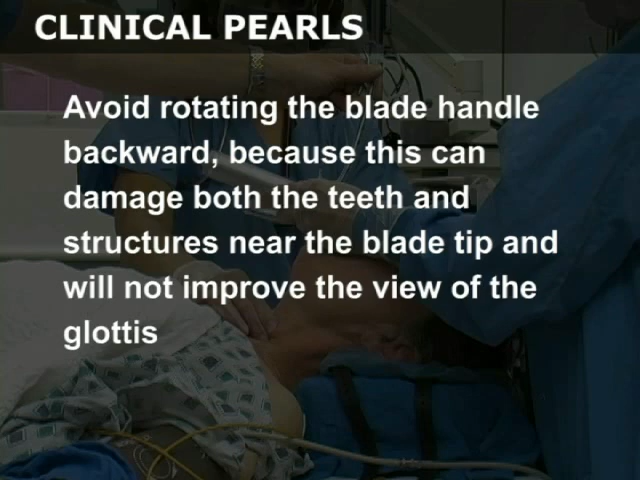 CLINICAL PEARLS
Avoid rotating the blade handle
backward, because this can
damage both the teeth and
structures near the blade tip and
will not improve the view of the
glottis